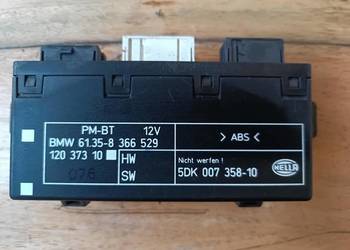 PM-BT 12V
BMW 61.35-8 366 529
120 373 10
HW
076 SW
> ABS <
Nicht werfen !
5DK 007 358-10
HELLA